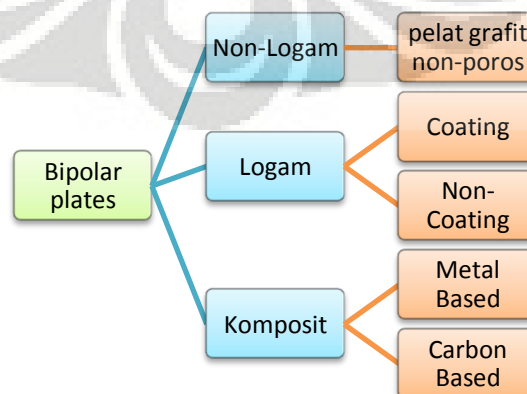 Bipolar
plates
Non-Logam
pelat grafit
non-poros
Logam
Coating
Non-
Coating
Komposit
Metal
Based
Carbon
Based